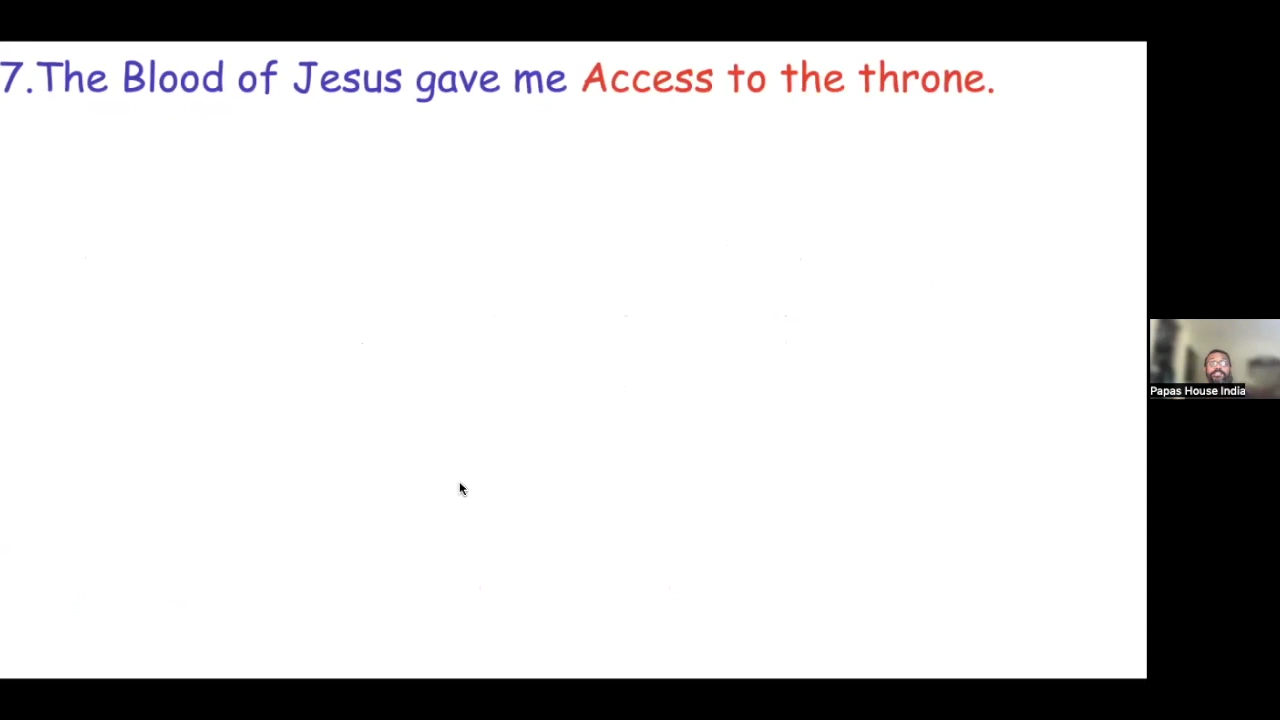 7.The Blood of Jesus gave me Access to the throne.
Papas House India